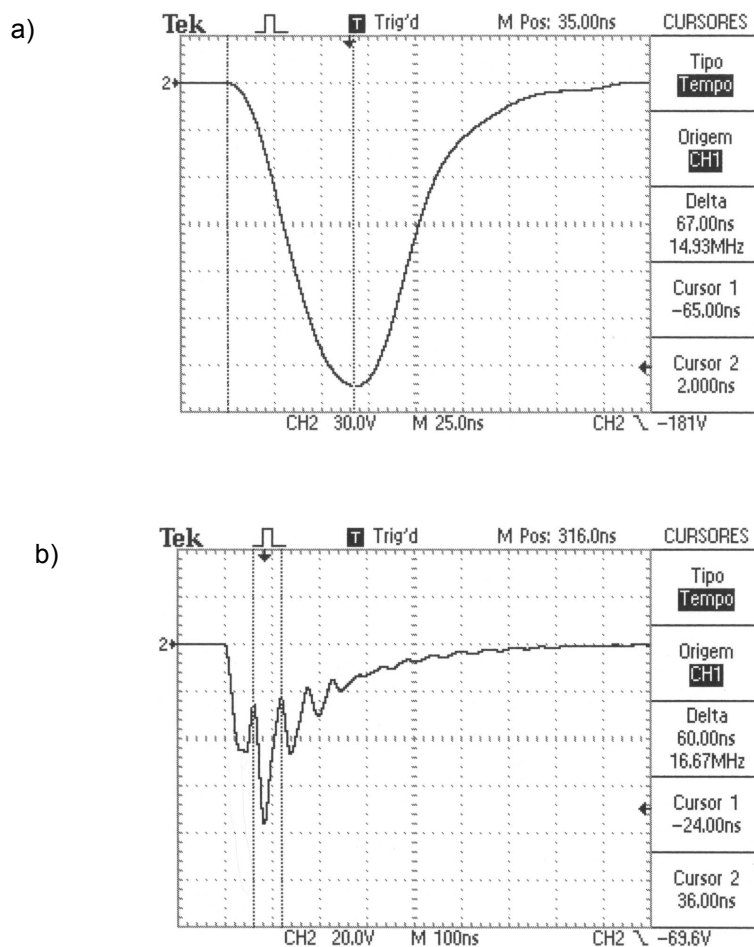 a)
Tek T Trig'd M Pos: 35.00ns CURSORES
Tipo
Tempo
2
Origem
CH1
Delta
67.00ns
14.93MHz
Cursor 1
-65.00ns
Cursor 2
2.000ns
CH2 30.0V M 25.0ns CH2 -181V
b)
Tek T Trig'd M Pos: 316.0ns CURSORES
Tipo
Tempo
2
Origem
CH1
Delta
60.00ns
16.67MHz
Cursor 1
-24.00ns
Cursor 2
36.00ns
CH2 20.0V M 100ns CH2 -69.6V